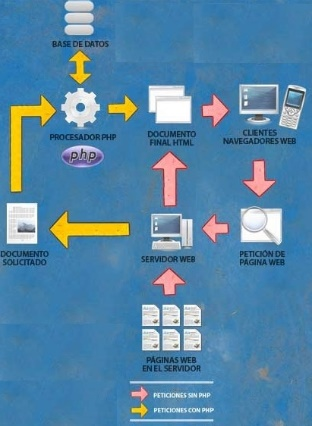 BASE DE DATOS
PROCESADOR PHP
php
DOCUMENTO
FINAL HTML
CLIENTES
NAVEGADORES WEB
DOCUMENTO
SOLICITADO
SERVIDOR WEB
PETICIÓN DE
PÁGINA WEB
PÁGINAS WEB
EN EL SERVIDOR
PETICIONES SIN PHP
PETICIONES CON PHP